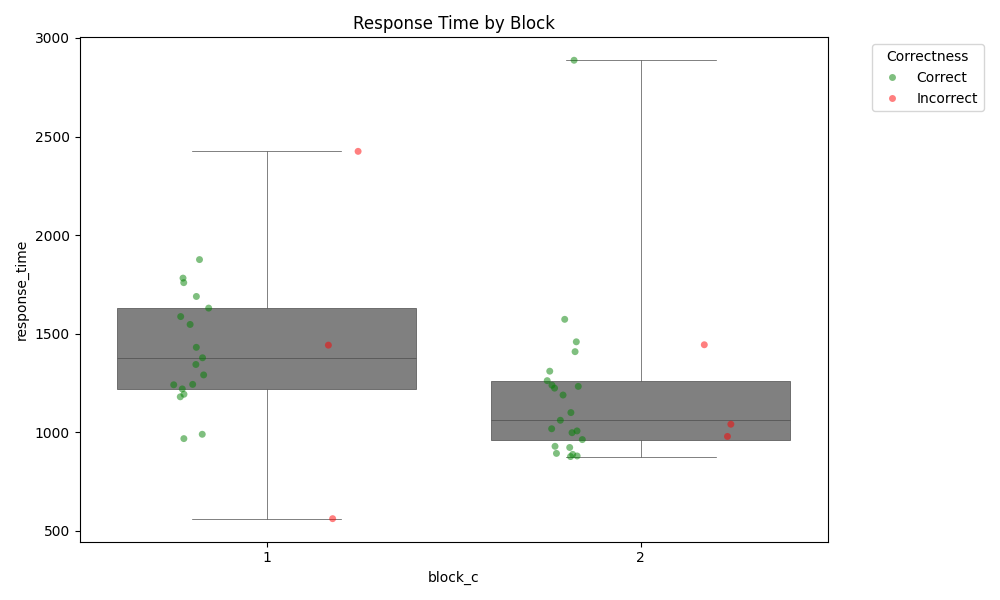 Response Time by Block
3000
2500
2000
1500
1000
500
response_time
1
2
block_c
Correctness
Correct
Incorrect